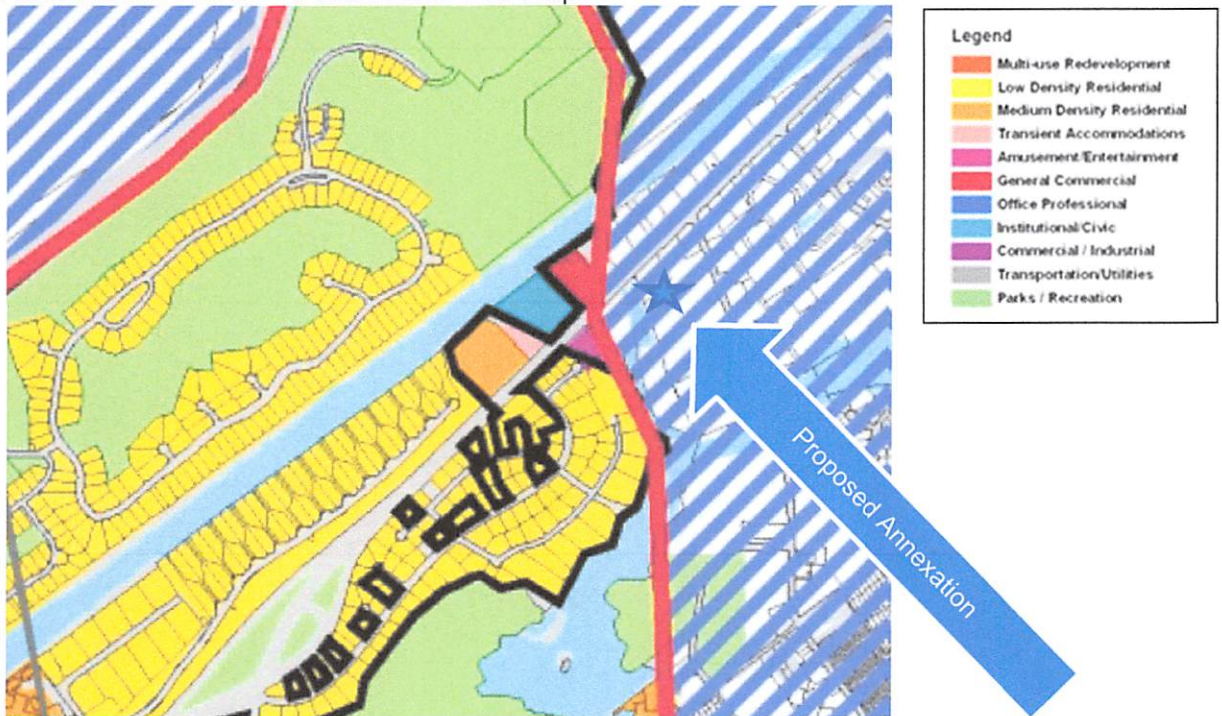 Legend
Multi-use Redevelopment
Low Density Residential
Medium Density Residential
Transient Accommodations
Amusement/Entertainment
General Commercial
Office Professional
Institutional/Civic
Commercial / Industrial
Transportation/Utilities
Parks / Recreation
Proposed Annexation